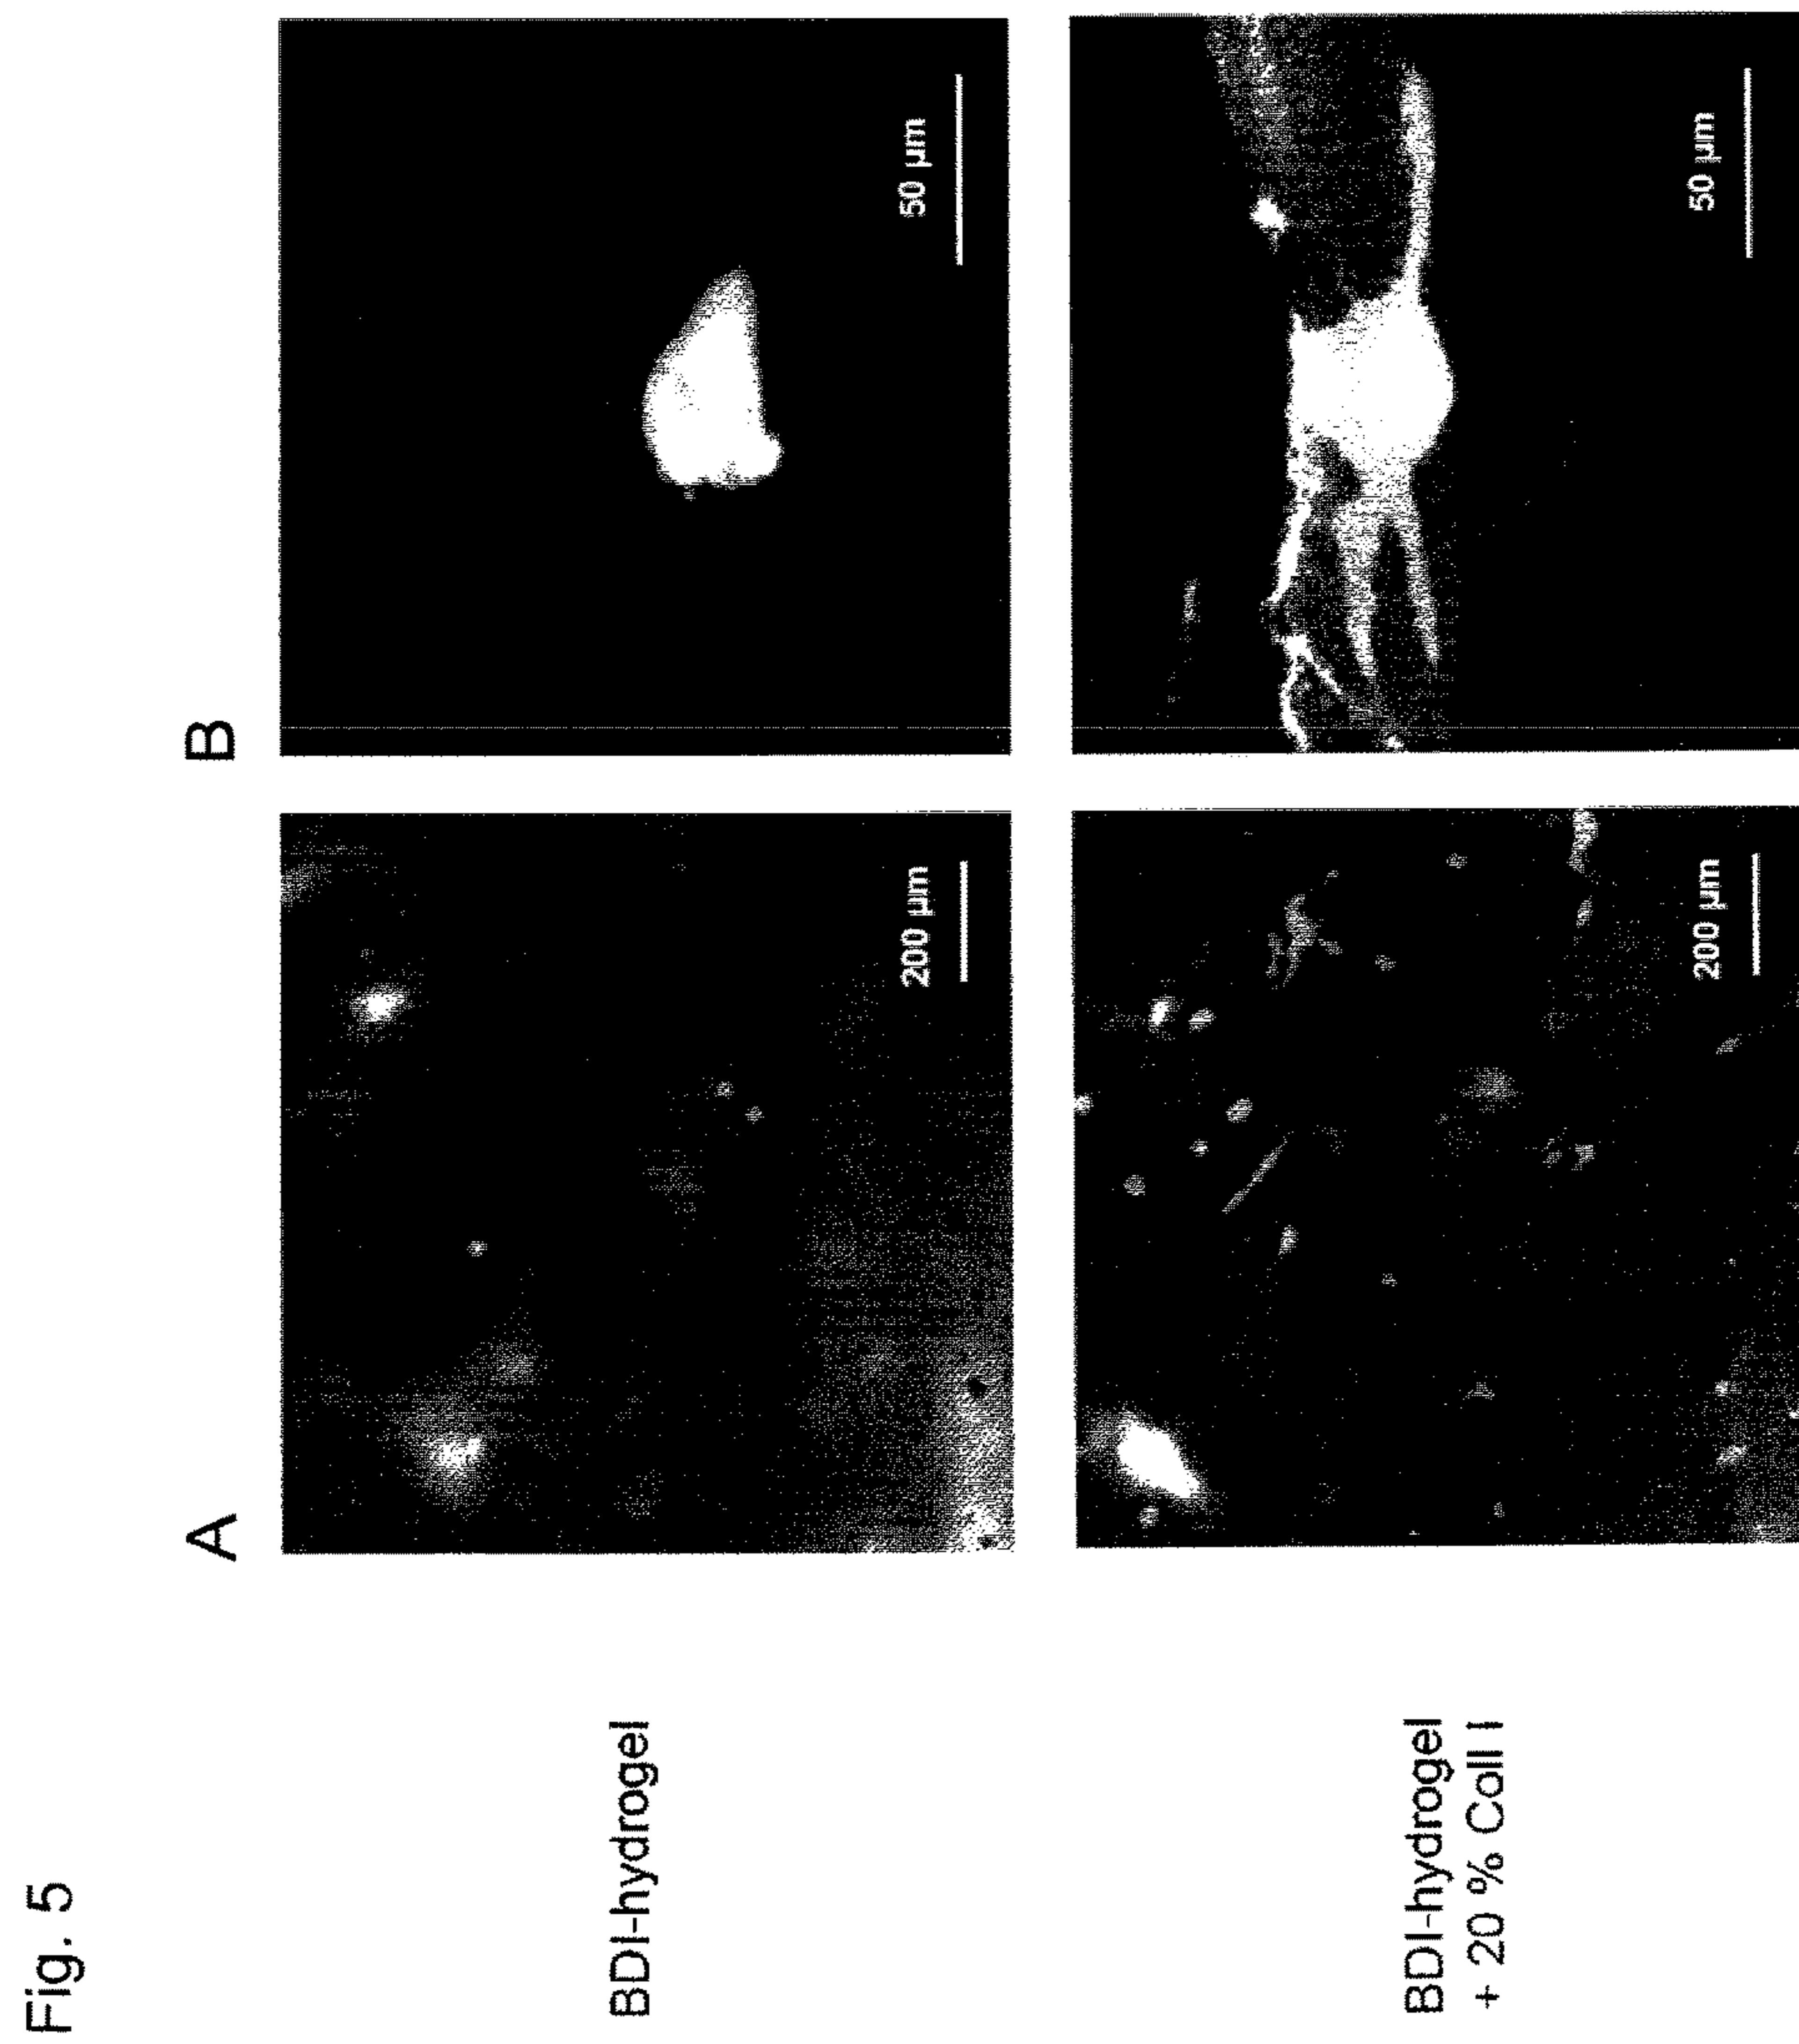 Fig. 5
A
B
BDI-hydrogel
200 µm
50 µm
BDI-hydrogel
+ 20 % Coll I
200 µm
50 µm